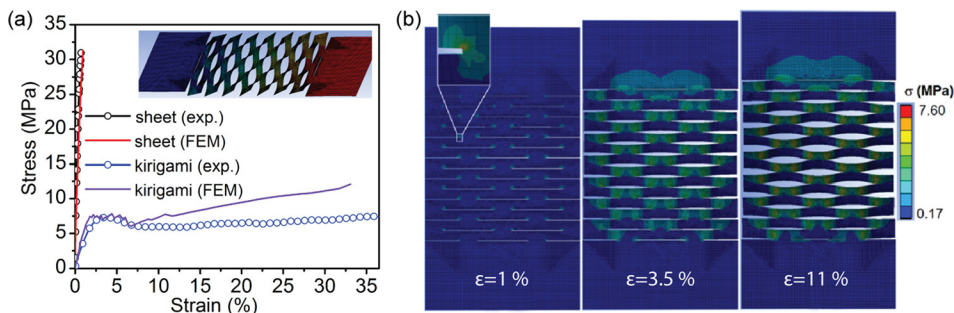 (a)
35
30
25
20
15
10
5
0
Stress (MPa)
sheet (exp.)
sheet (FEM)
kirigami (exp.)
kirigami (FEM)
0 5 10 15 20 25 30 35
Strain (%)
(b)
ε=1 %
ε=3.5 %
ε=11 %
σ (MPa)
7.60
0.17